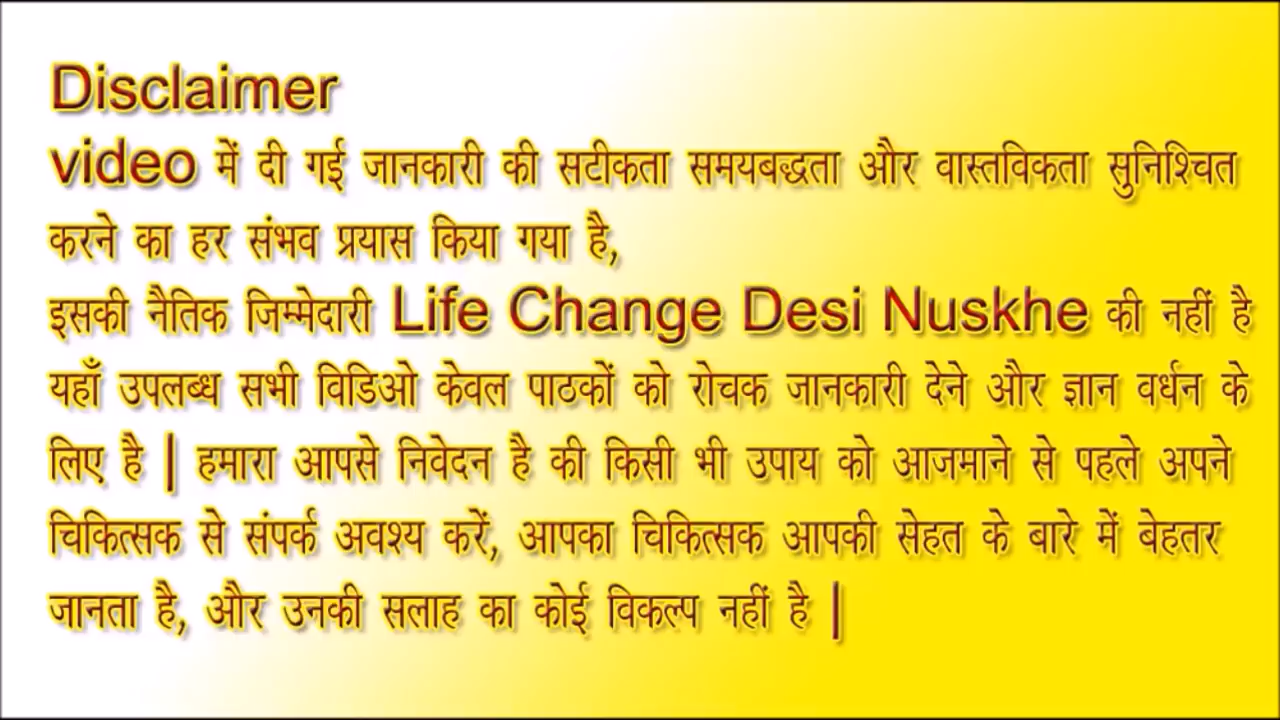 Disclaimer
video में दी गई जानकारी की सटीकता समयबद्धता और वास्तविकता सुनिश्चित
करने का हर संभव प्रयास किया गया है,
इसकी नैतिक जिम्मेदारी Life Change Desi Nuskhe की नहीं है
यहाँ उपलब्ध सभी विडिओ केवल पाठकों को रोचक जानकारी देने और ज्ञान वर्धन के
लिए है | हमारा आपसे निवेदन है की किसी भी उपाय को आजमाने से पहले अपने
चिकित्सक से संपर्क अवश्य करें, आपका चिकित्सक आपकी सेहत के बारे में बेहतर
जानता है, और उनकी सलाह का कोई विकल्प नहीं है |